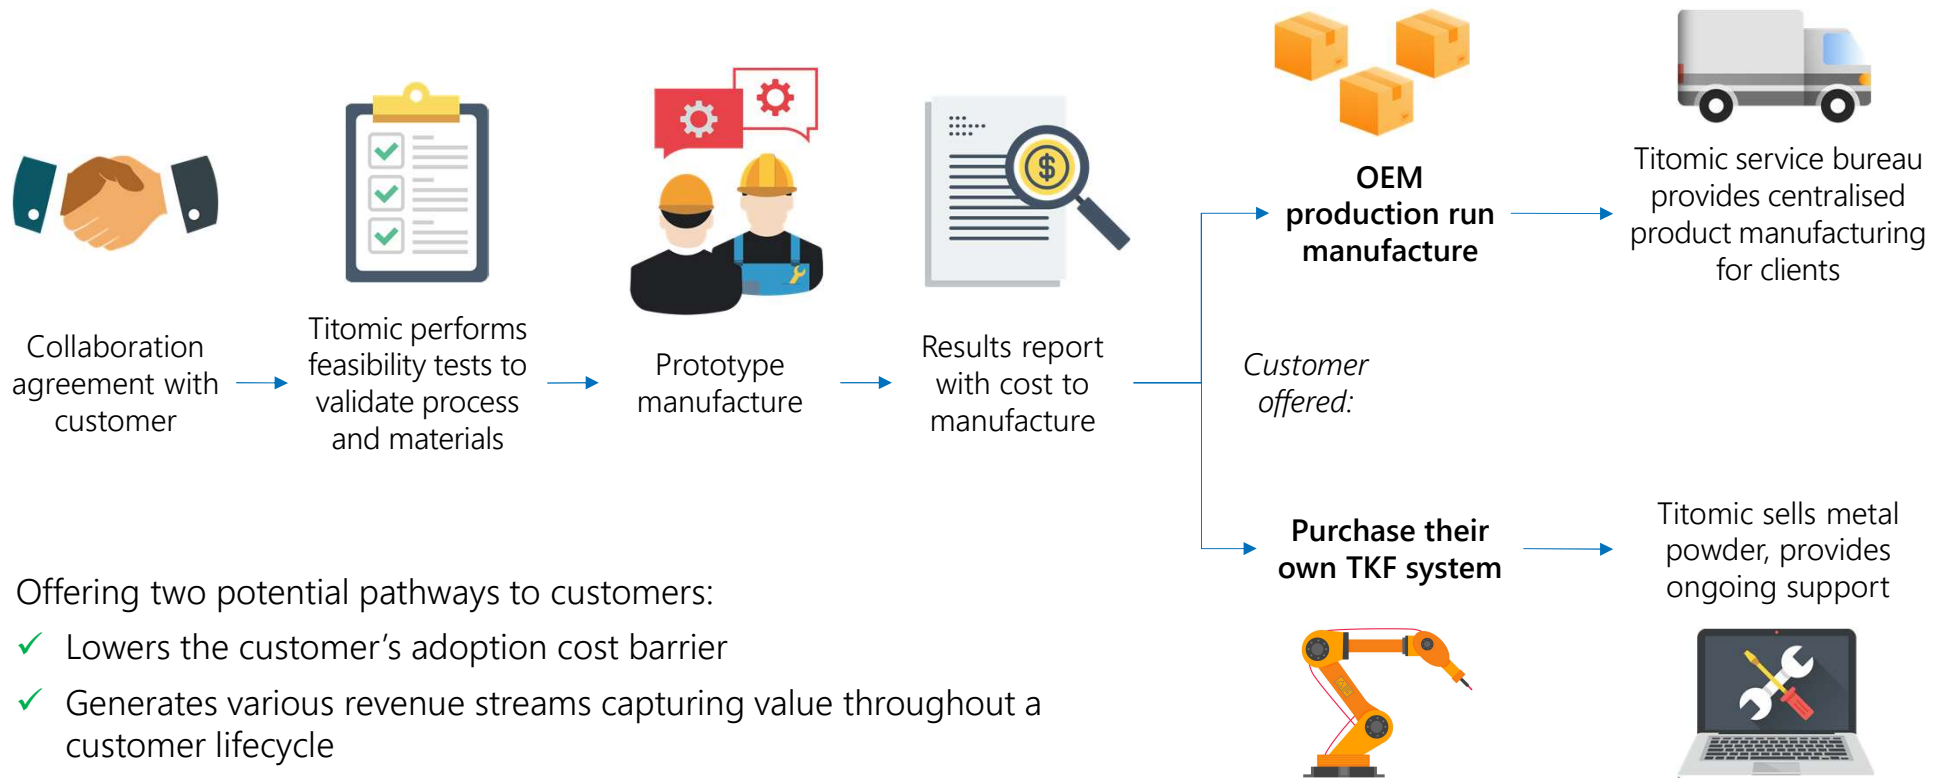 Collaboration
agreement with
customer
Titomic performs
feasibility tests to
validate process
and materials
Prototype
manufacture
$
Results report
with cost to
manufacture
Customer
offered:
OEM
production run
manufacture
Titomic service bureau
provides centralised
product manufacturing
for clients
Purchase their
own TKF system
Titomic sells metal
powder, provides
ongoing support
Offering two potential pathways to customers:
✓ Lowers the customer’s adoption cost barrier
✓ Generates various revenue streams capturing value throughout a
customer lifecycle